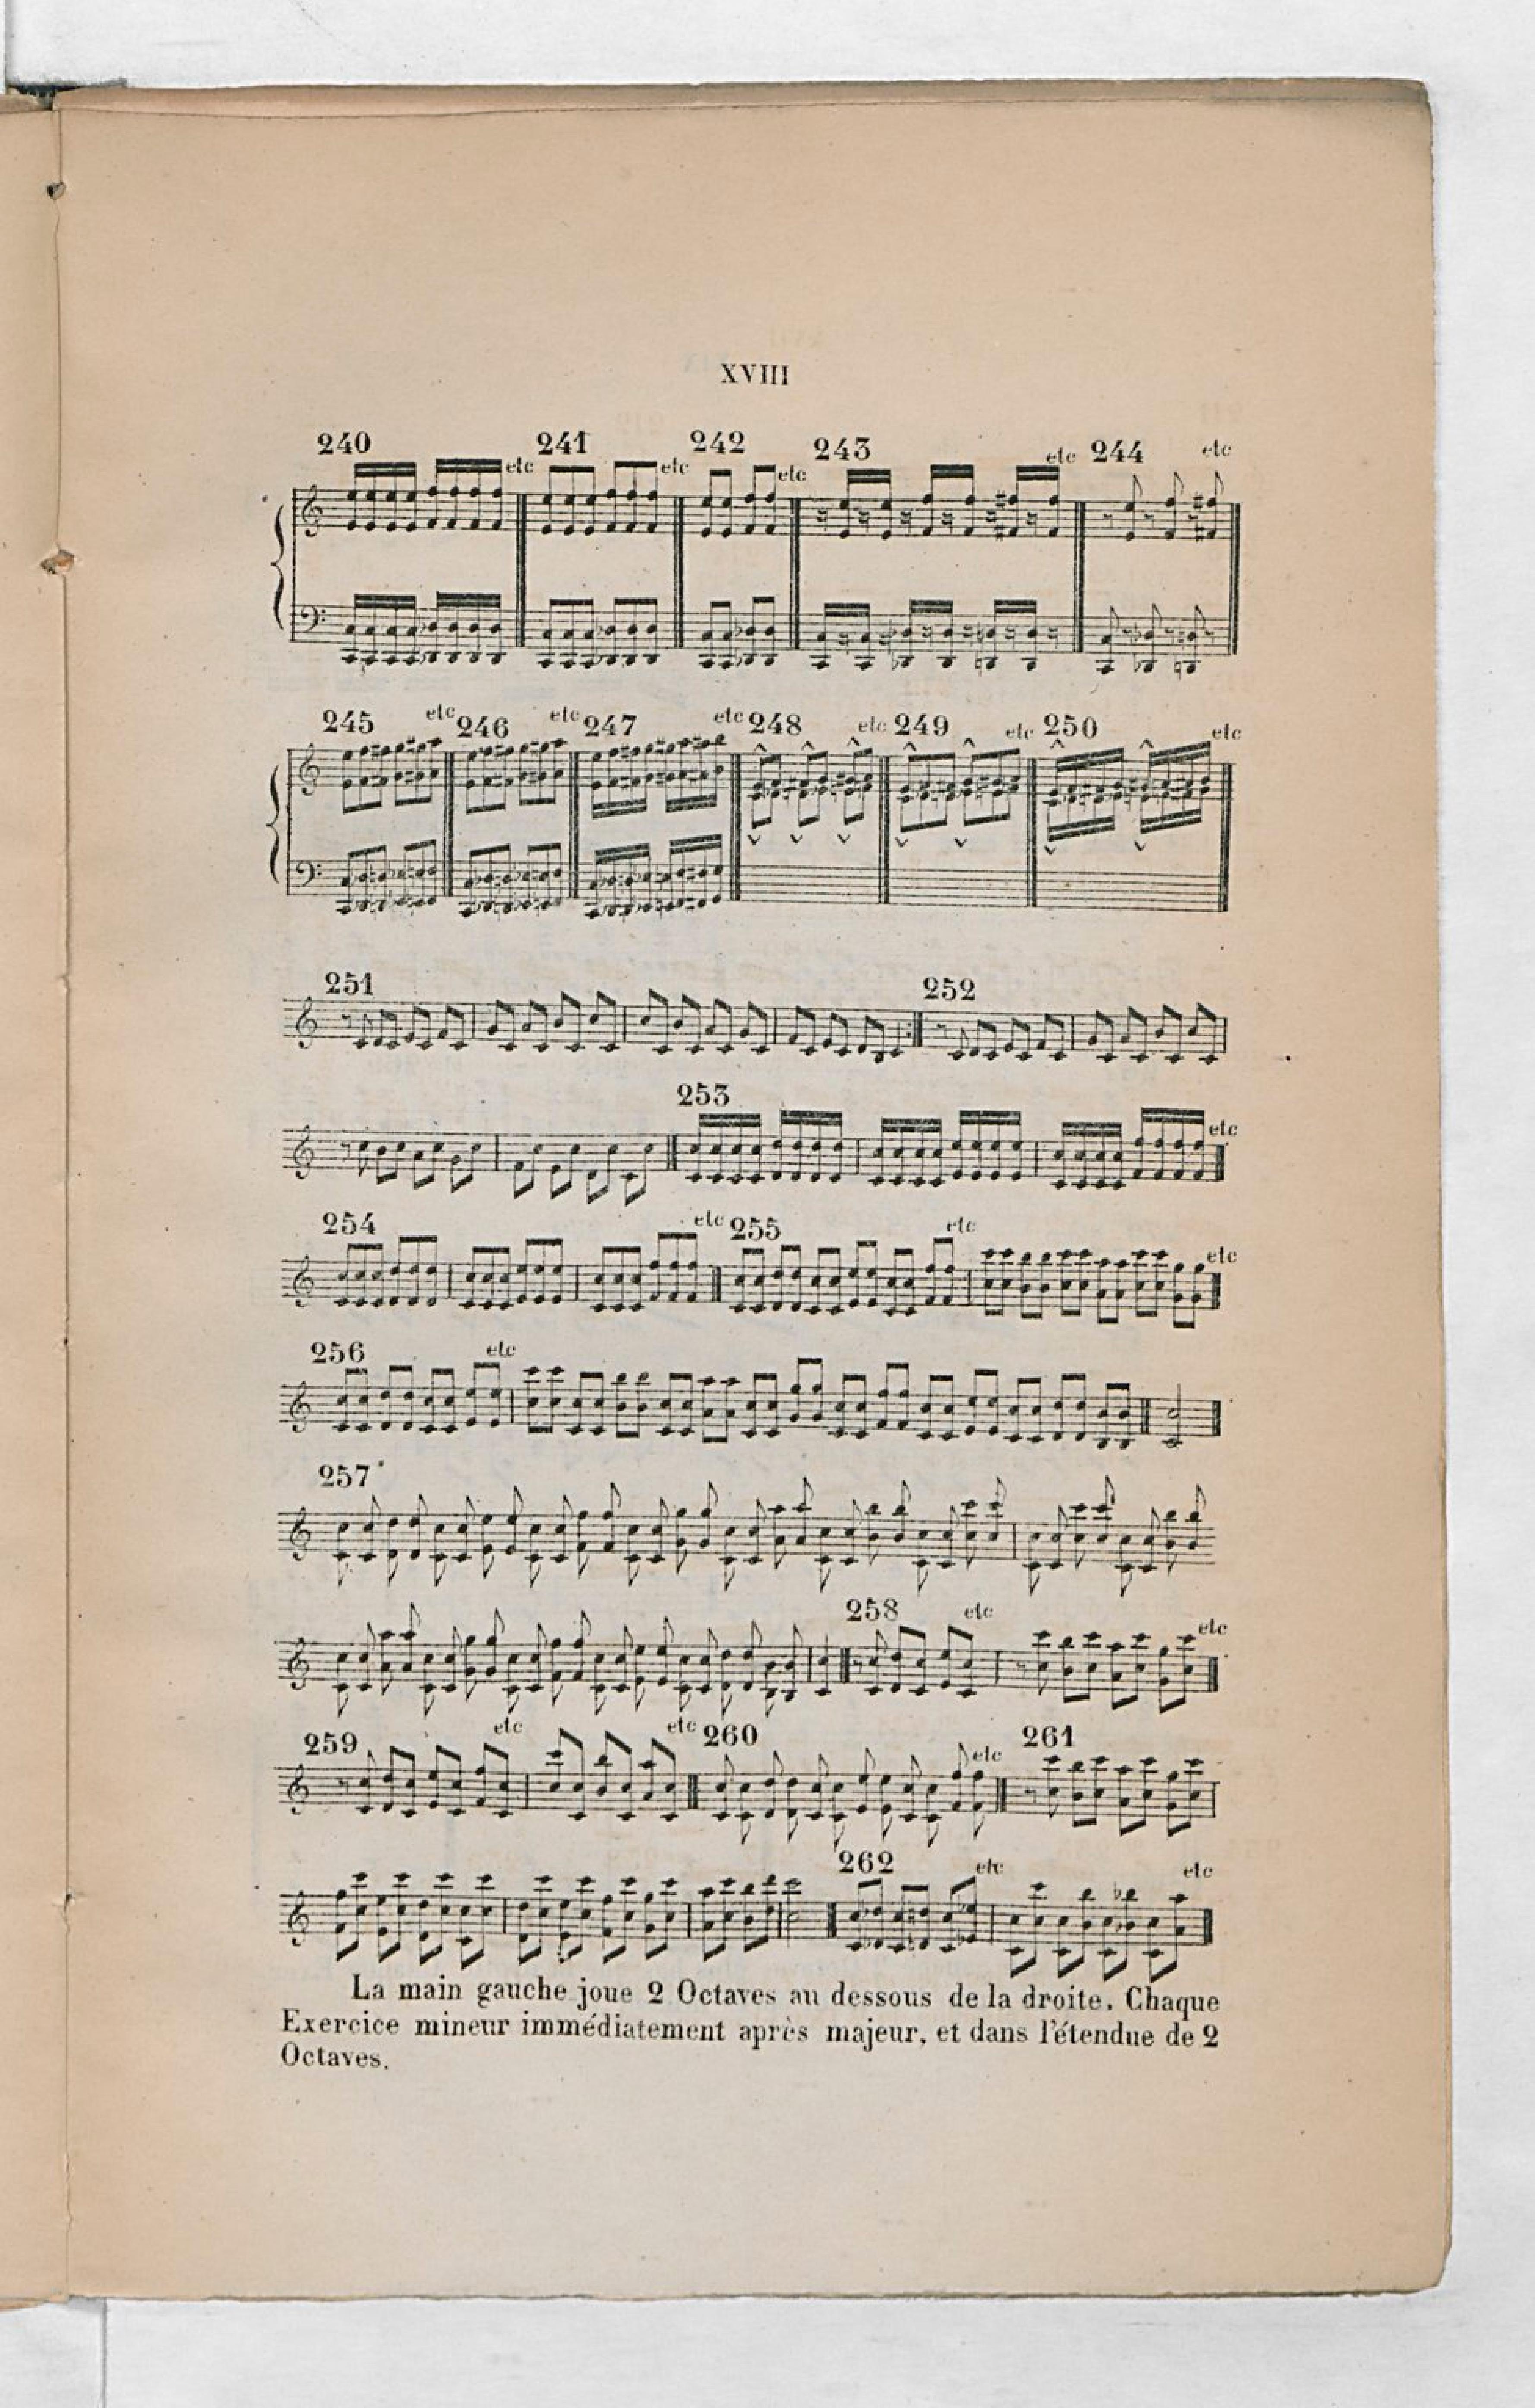 XVIII
240 etc 241 etc 242 etc 243 etc 244 etc
245 etc 246 etc 247 etc 248 etc 249 etc 250 etc
251 252
253 etc
254 etc 255 etc etc
256 etc
257
258 etc etc
259 etc etc 260 etc 261
262 etc etc
La main gauche joue 2 Octaves au dessous de la droite. Chaque
Exercice mineur immédiatement après majeur, et dans l'étendue de 2
Octaves.